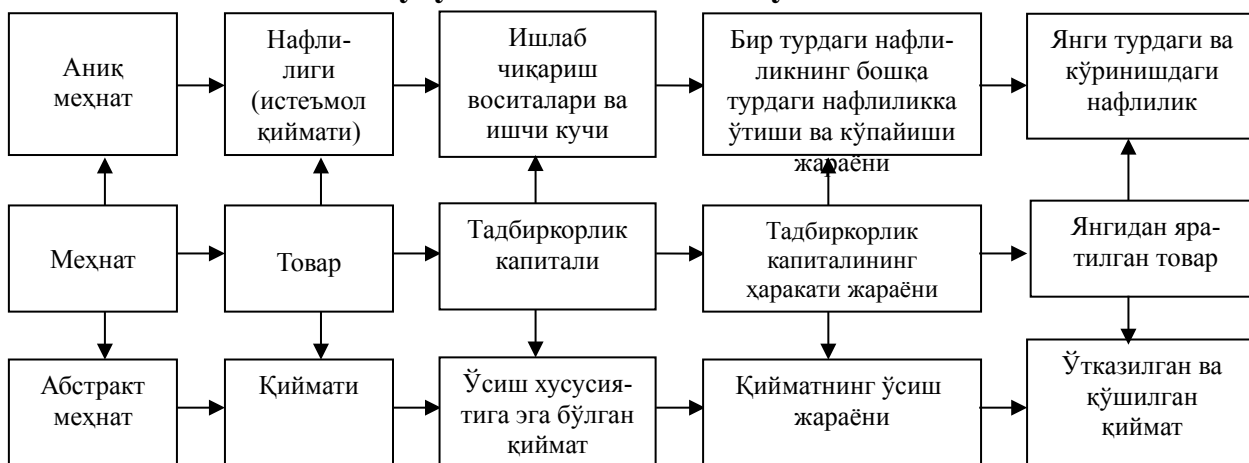 Аниқ
меҳнат
Нафли-
лиги
(истеъмол
қиймати)
Ишлаб
чиқариш
воситалари ва
ишчи кучи
Бир турдаги нафли-
ликнинг бошқа
турдаги нафлиликка
ўтиши ва кўпайиши
жараёни
Янги турдаги ва
кўринишдаги
нафлилик
Меҳнат
Товар
Тадбиркорлик
капитали
Тадбиркорлик
капиталининг
ҳаракати жараёни
Янгидан яра-
тилган товар
Абстракт
меҳнат
Қиймати
Ўсиш хусусия-
тига эга бўлган
қиймат
Қийматнинг ўсиш
жараёни
Ўтказилган ва
қўшилган
қиймат